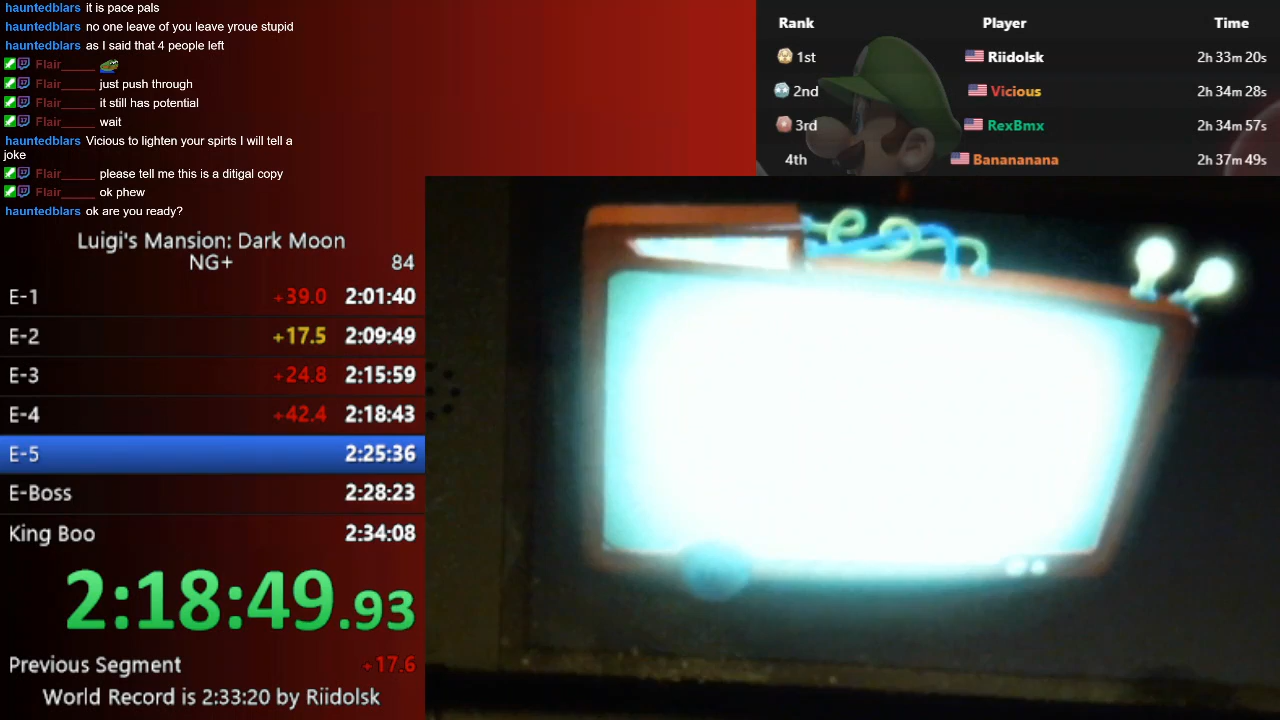 hauntedblars it is pace pals
hauntedblars no one leave of you leave yroue stupid
hauntedblars as I said that 4 people left
Flair_____
Flair_____ just push through
Flair_____ it still has potential
Flair_____ wait
hauntedblars Vicious to lighten your spirts I will tell a
joke
Flair_____ please tell me this is a ditigal copy
Flair_____ ok phew
hauntedblars ok are you ready?
Rank Player Time
1st Riidolsk 2h 33m 20s
2nd Vicious 2h 34m 28s
3rd RexBmx 2h 34m 57s
4th Banananana 2h 37m 49s
Luigi's Mansion: Dark Moon
NG+ 84
E-1 +39.0 2:01:40
E-2 +17.5 2:09:49
E-3 +24.8 2:15:59
E-4 +42.4 2:18:43
E-5 2:25:36
E-Boss 2:28:23
King Boo 2:34:08
2:18:49.93
Previous Segment +17.6
World Record is 2:33:20 by Riidolsk